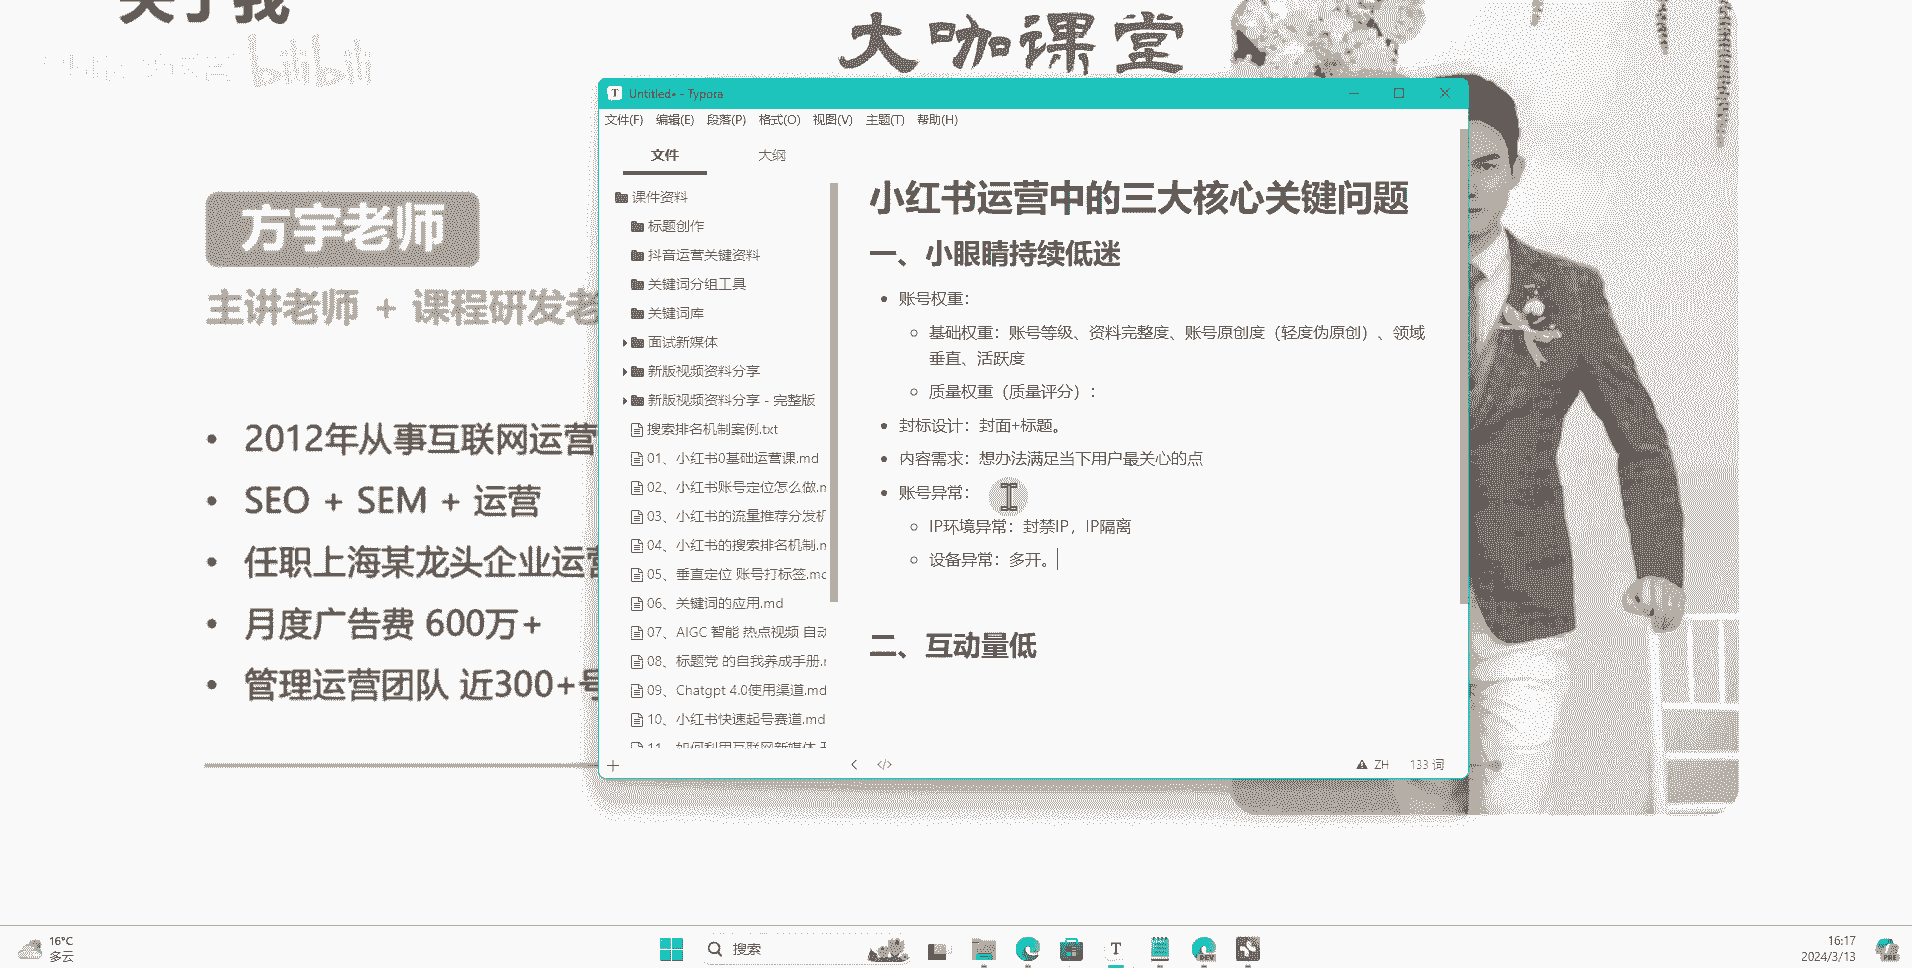 关于我
bilibili
大咖课堂
方宇老师
主讲老师 + 课程研发老
2012年从事互联网运营
SEO + SEM + 运营
任职上海某龙头企业运营
月度广告费 600万+
管理运营团队 近300+号
Untitled• - Typora
文件(F) 编辑(E) 段落(P) 格式(O) 视图(V) 主题(T) 帮助(H)
文件 大纲
课件资料
标题创作
抖音运营关键资料
关键词分组工具
关键词库
面试新媒体
新版视频资料分享
新版视频资料分享 - 完整版
搜索排名机制案例.txt
01、小红书0基础运营课.md
02、小红书账号定位怎么做.m
03、小红书的流量推荐分发机
04、小红书的搜索排名机制.m
05、垂直定位 账号打标签.mc
06、关键词的应用.md
07、AIGC 智能 热点视频 自动
08、标题党 的自我养成手册.r
09、Chatgpt 4.0使用渠道.md
10、小红书快速起号赛道.md
11、如何利用互联网新媒体
小红书运营中的三大核心关键问题
一、小眼睛持续低迷
账号权重：
基础权重：账号等级、资料完整度、账号原创度（轻度伪原创）、领域
垂直、活跃度
质量权重（质量评分）：
封标设计：封面+标题。
内容需求：想办法满足当下用户最关心的点
账号异常：
IP环境异常：封禁IP，IP隔离
设备异常：多开。
二、互动量低
</> ZH 133 词
16°C
多云
搜索
T
DEV
16:17
2024/3/13
PRE